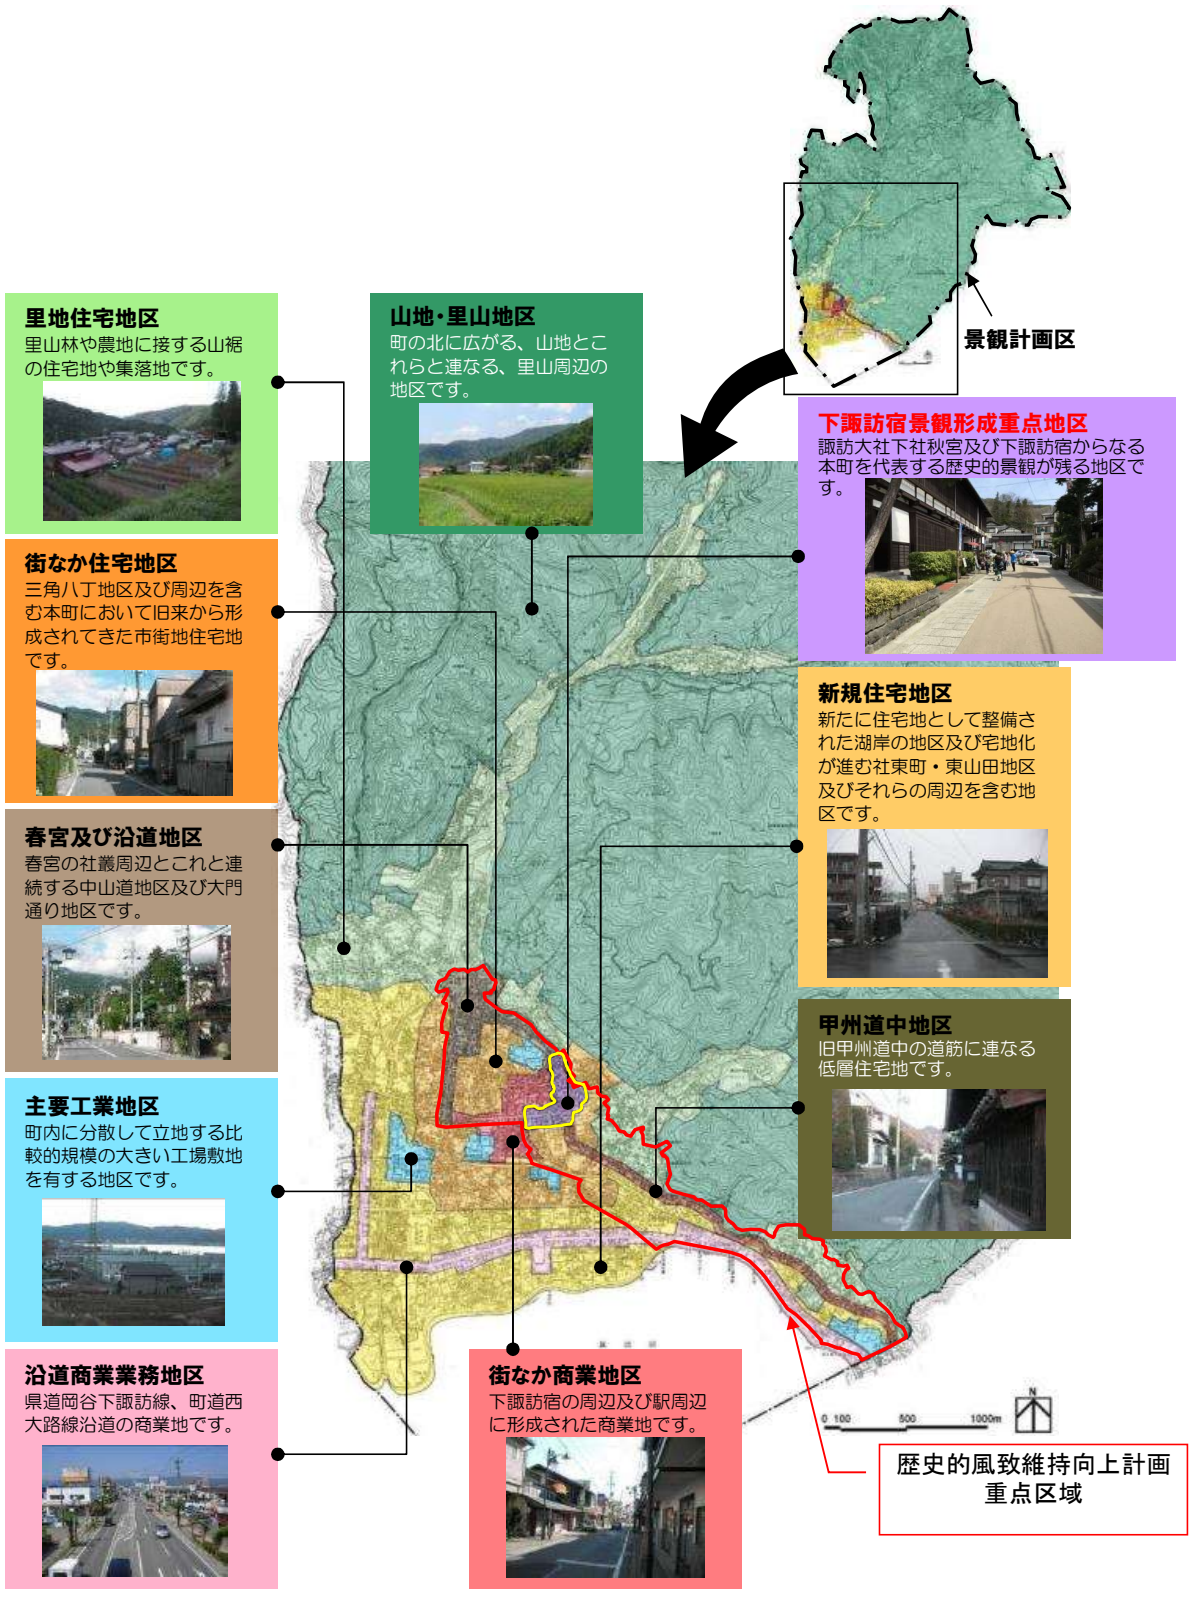 景観計画区
里地住宅地区
里山林や農地に接する山裾
の住宅地や集落地です。
山地・里山地区
町の北に広がる、山地とこ
れらと連なる、里山周辺の
地区です。
下諏訪宿景観形成重点地区
諏訪大社下社秋宮及び下諏訪宿からなる
本町を代表する歴史的景観が残る地区で
す。
街なか住宅地区
三角八丁地区及び周辺を含
む本町において旧来から形
成されてきた市街地住宅地
です。
新規住宅地区
新たに住宅地として整備さ
れた湖岸の地区及び宅地化
が進む社東町・東山田地区
及びそれらの周辺を含む地
区です。
春宮及び沿道地区
春宮の社叢周辺とこれと連
続する中山道地区及び大門
通り地区です。
甲州道中地区
旧甲州道中の道筋に連なる
低層住宅地です。
主要工業地区
町内に分散して立地する比
較的規模の大きい工場敷地
を有する地区です。
沿道商業業務地区
県道岡谷下諏訪線、町道西
大路線沿道の商業地です。
街なか商業地区
下諏訪宿の周辺及び駅周辺
に形成された商業地です。
N
0 100 500 1000m
歴史的風致維持向上計画
重点区域